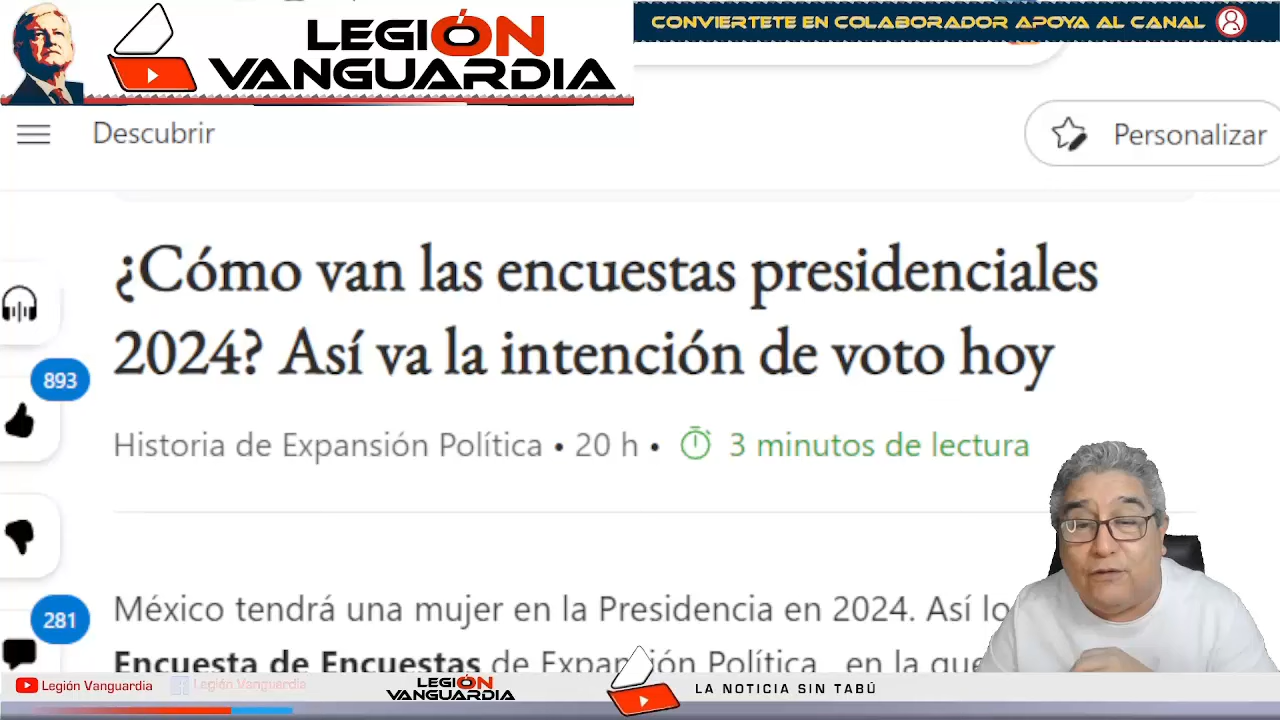 LEGIÓN
VANGUARDIA
CONVIERTETE EN COLABORADOR APOYA AL CANAL
Descubrir
Personalizar
¿Cómo van las encuestas presidenciales
2024? Así va la intención de voto hoy
893
Historia de Expansión Política • 20 h • 3 minutos de lectura
281
México tendrá una mujer en la Presidencia en 2024. Así lo
Encuesta de Encuestas de Expansión Política, en la que
Legión Vanguardia
Legión Vanguardia
LEGIÓN
VANGUARDIA
LA NOTICIA SIN TABÚ